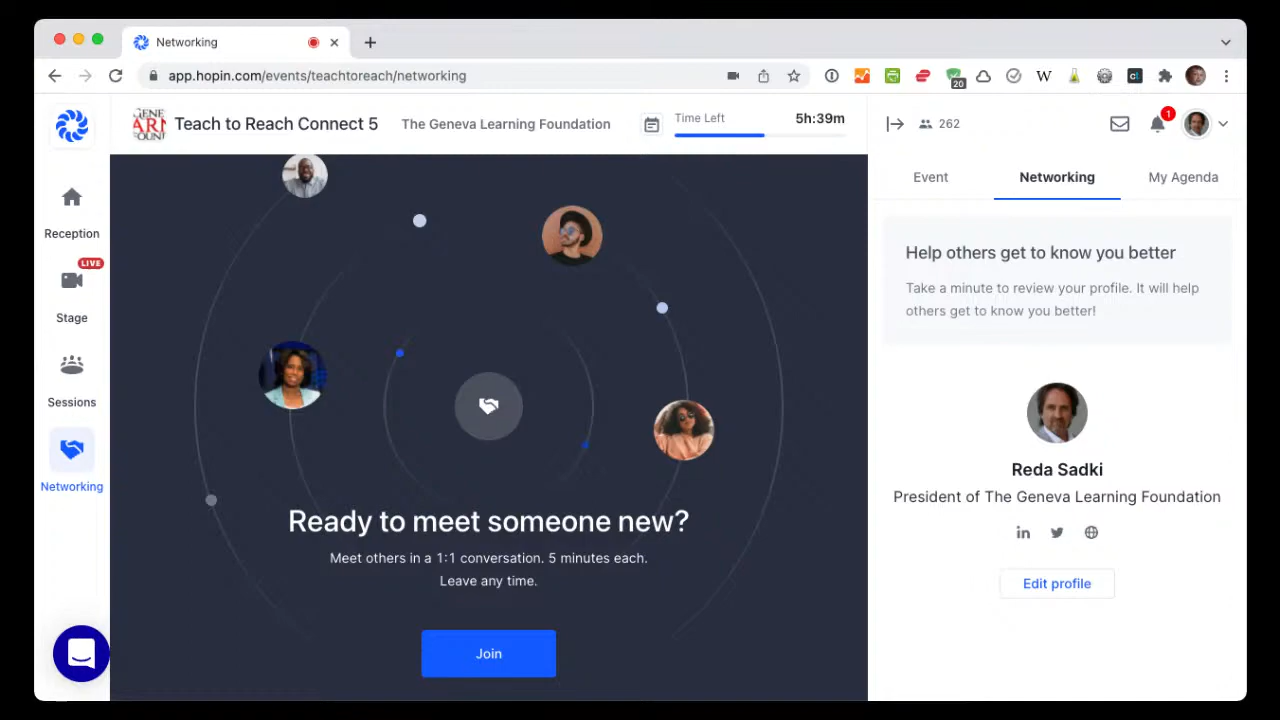 Networking
app.hopin.com/events/teachtoreach/networking
20
W
Teach to Reach Connect 5
The Geneva Learning Foundation
Time Left
5h:39m
262
1
Reception
LIVE
Stage
Sessions
Networking
Ready to meet someone new?
Meet others in a 1:1 conversation. 5 minutes each.
Leave any time.
Join
Event
Networking
My Agenda
Help others get to know you better
Take a minute to review your profile. It will help
others get to know you better!
Reda Sadki
President of The Geneva Learning Foundation
in
Edit profile